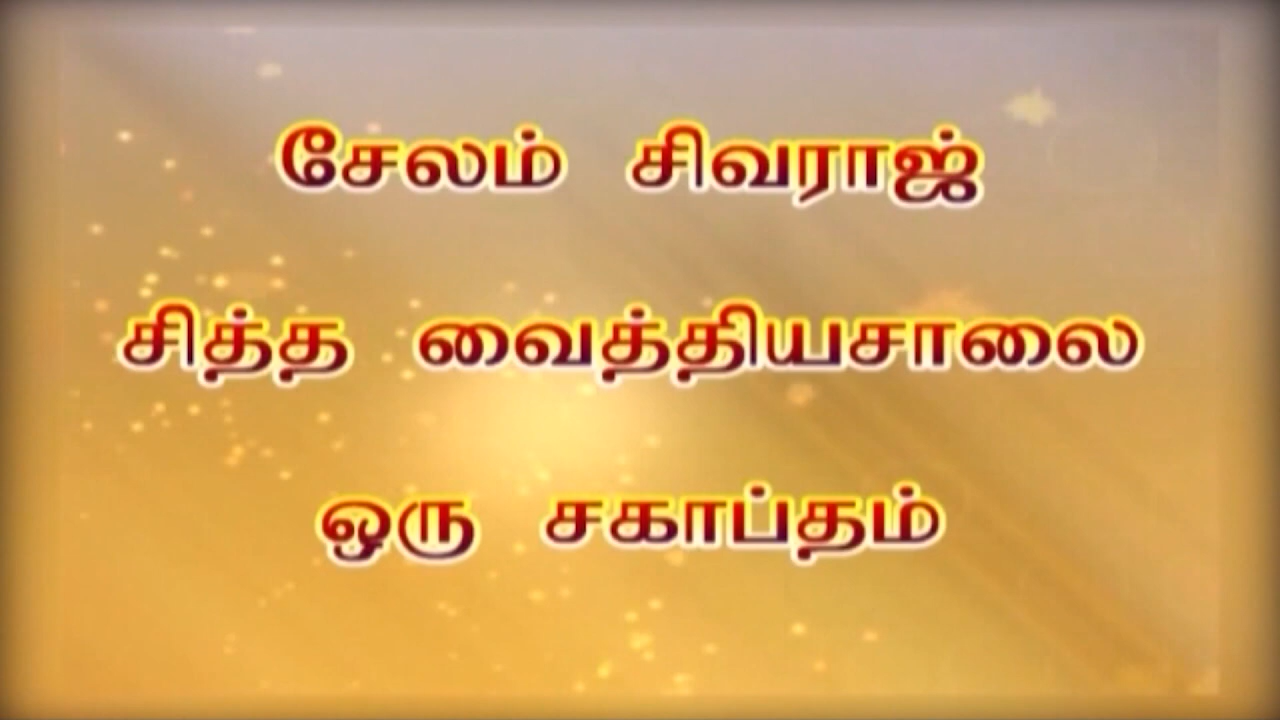 சேலம் சிவராஜ்
சித்த வைத்தியசாலை
ஒரு சகாப்தம்